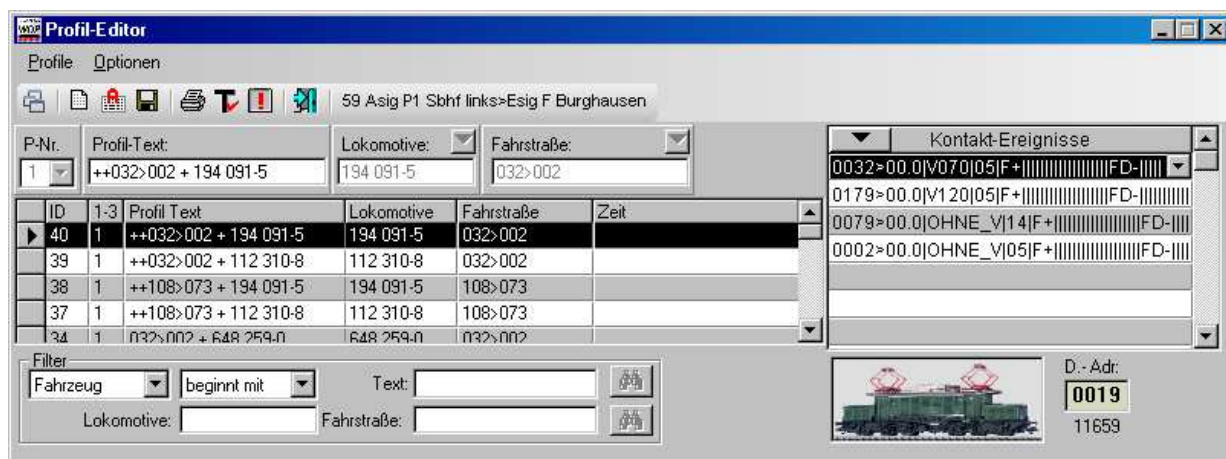 WDP Profil-Editor
Profile Optionen
59 Asig P1 Sbhf links>Esig F Burghausen
P-Nr. Profil-Text: Lokomotive: Fahrstraße:
1 ++032>002 + 194 091-5 194 091-5 032>002
ID 1-3 Profil Text Lokomotive Fahrstraße Zeit
40 1 ++032>002 + 194 091-5 194 091-5 032>002
39 1 ++032>002 + 112 310-8 112 310-8 032>002
38 1 ++108>073 + 194 091-5 194 091-5 108>073
37 1 ++108>073 + 112 310-8 112 310-8 108>073
34 1 032>002 + 648 259-0 648 259-0 032>002
Kontakt-Ereignisse
0032>00.0|V070|05|F+|||||||||||||||||||FD-|||||
0179>00.0|V120|05|F+|||||||||||||||||||FD-|||||||
0079>00.0|OHNE_V|14|F+|||||||||||||||||||FD-||||
0002>00.0|OHNE_V|05|F+|||||||||||||||||||FD-||||
Filter
Fahrzeug beginnt mit Text:
Lokomotive: Fahrstraße:
D.- Adr:
0019
11659